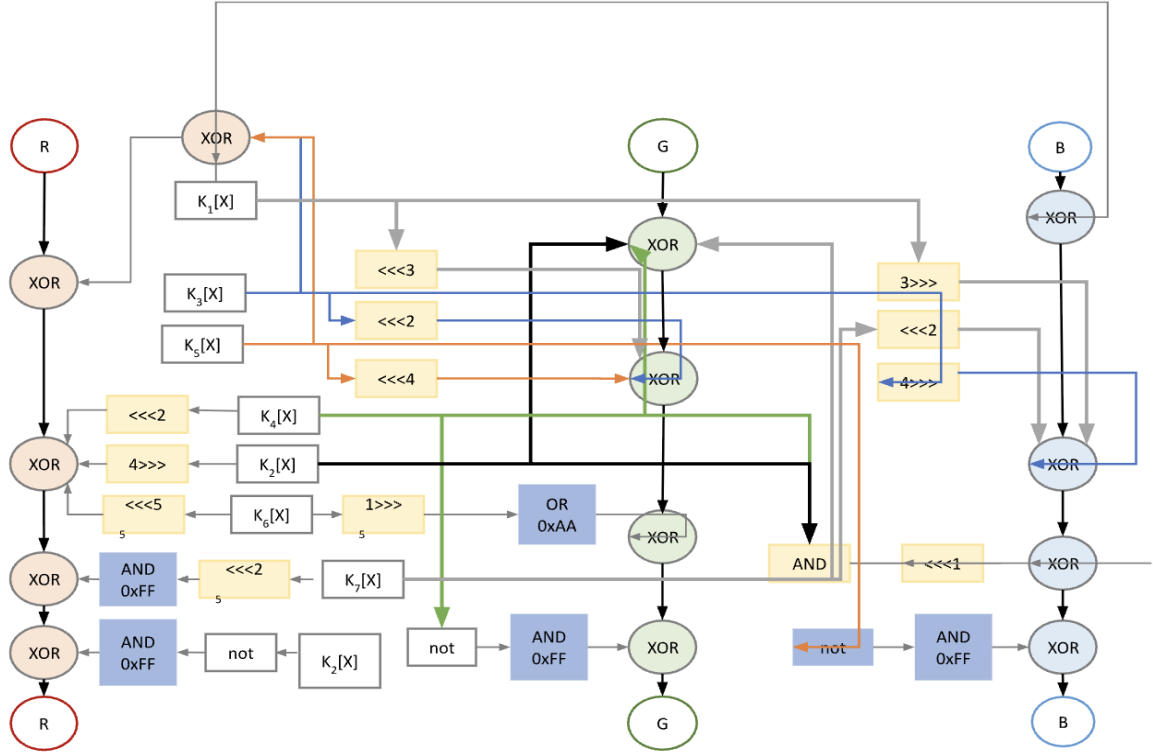 XOR
R
G
B
K1[X]
XOR
XOR
XOR
<<<3
3>>>
K3[X]
<<<2
<<<2
K5[X]
<<<4
XOR
4>>>
<<<2
K4[X]
XOR
4>>>
K2[X]
XOR
<<<5
5
K6[X]
1>>>
5
OR
0xAA
XOR
XOR
AND
0xFF
<<<2
5
K7[X]
AND
<<<1
XOR
XOR
AND
0xFF
not
K2[X]
not
AND
0xFF
XOR
not
AND
0xFF
XOR
R
G
B